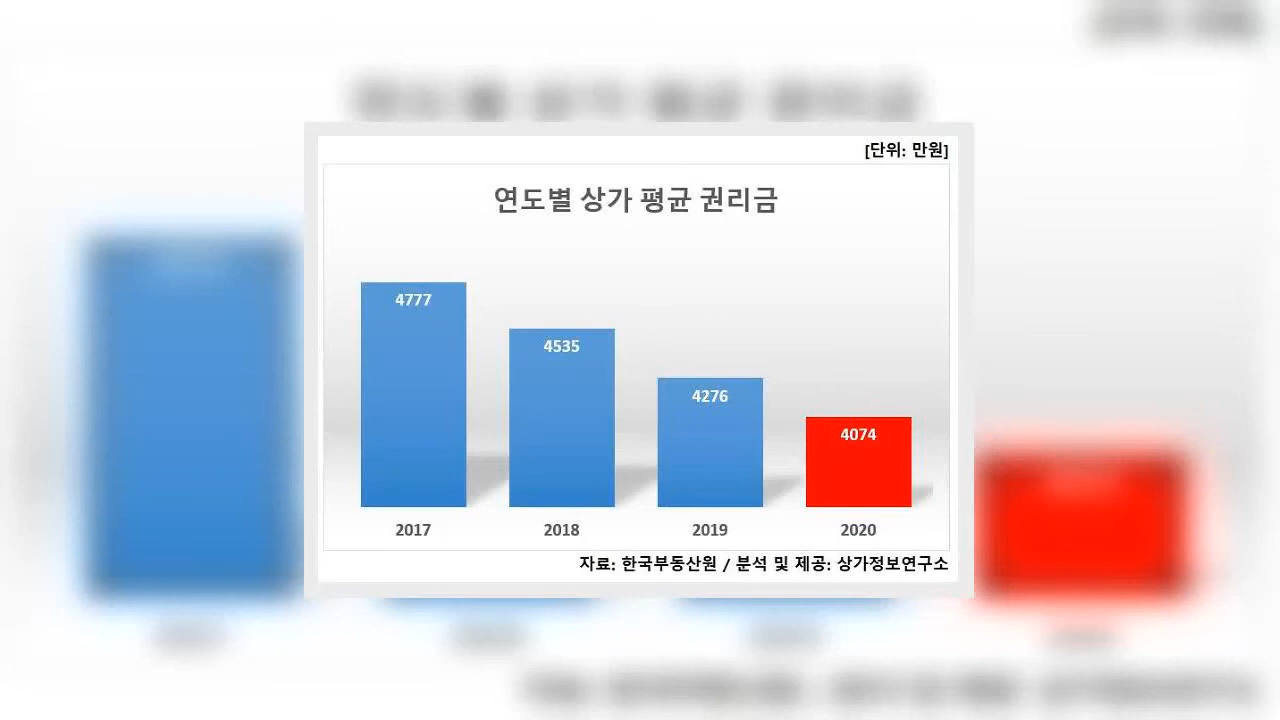 [단위: 만원]
연도별 상가 평균 권리금
4777
4535
4276
4074
2017 2018 2019 2020
자료: 한국부동산원 / 분석 및 제공: 상가정보연구소